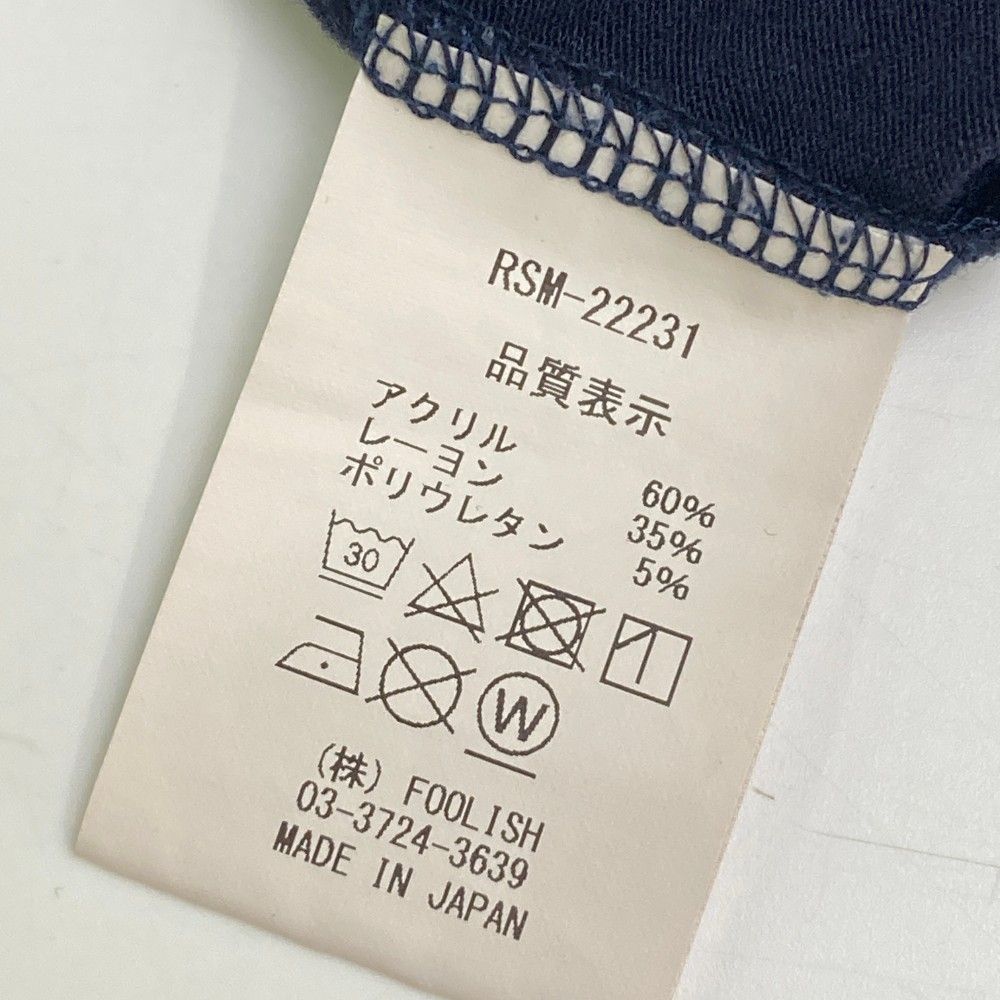 RSM-22231
品質表示
アクリル 60%
レーヨン 35%
ポリウレタン 5%
30
W
(株) FOOLISH
03-3724-3639
MADE IN JAPAN